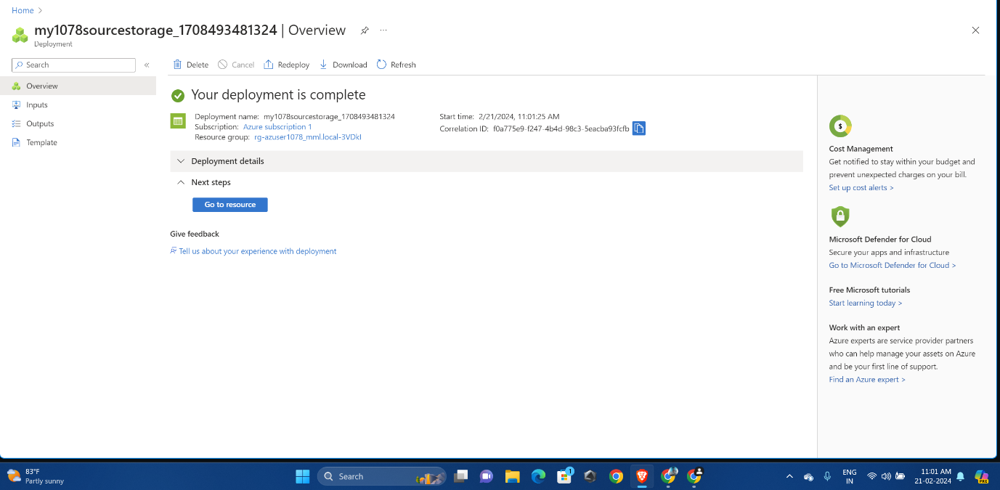 Home >
my1078sourcestorage_1708493481324 | Overview
Deployment
Search
Overview
Inputs
Outputs
Template
Delete Cancel Redeploy Download Refresh
Your deployment is complete
Deployment name: my1078sourcestorage_1708493481324
Subscription: Azure subscription 1
Resource group: rg-azuser1078_mml.local-3VDkI
Start time: 2/21/2024, 11:01:25 AM
Correlation ID: f0a775e9-f247-4b4d-98c3-5eacba93fcfb
Deployment details
Next steps
Go to resource
Give feedback
Tell us about your experience with deployment
Cost Management
Get notified to stay within your budget and
prevent unexpected charges on your bill.
Set up cost alerts >
Microsoft Defender for Cloud
Secure your apps and infrastructure
Go to Microsoft Defender for Cloud >
Free Microsoft tutorials
Start learning today >
Work with an expert
Azure experts are service provider partners
who can help manage your assets on Azure
and be your first line of support.
Find an Azure expert >
83°F
Partly sunny
Search
1
ENG
IN
11:01 AM
21-02-2024
PRE